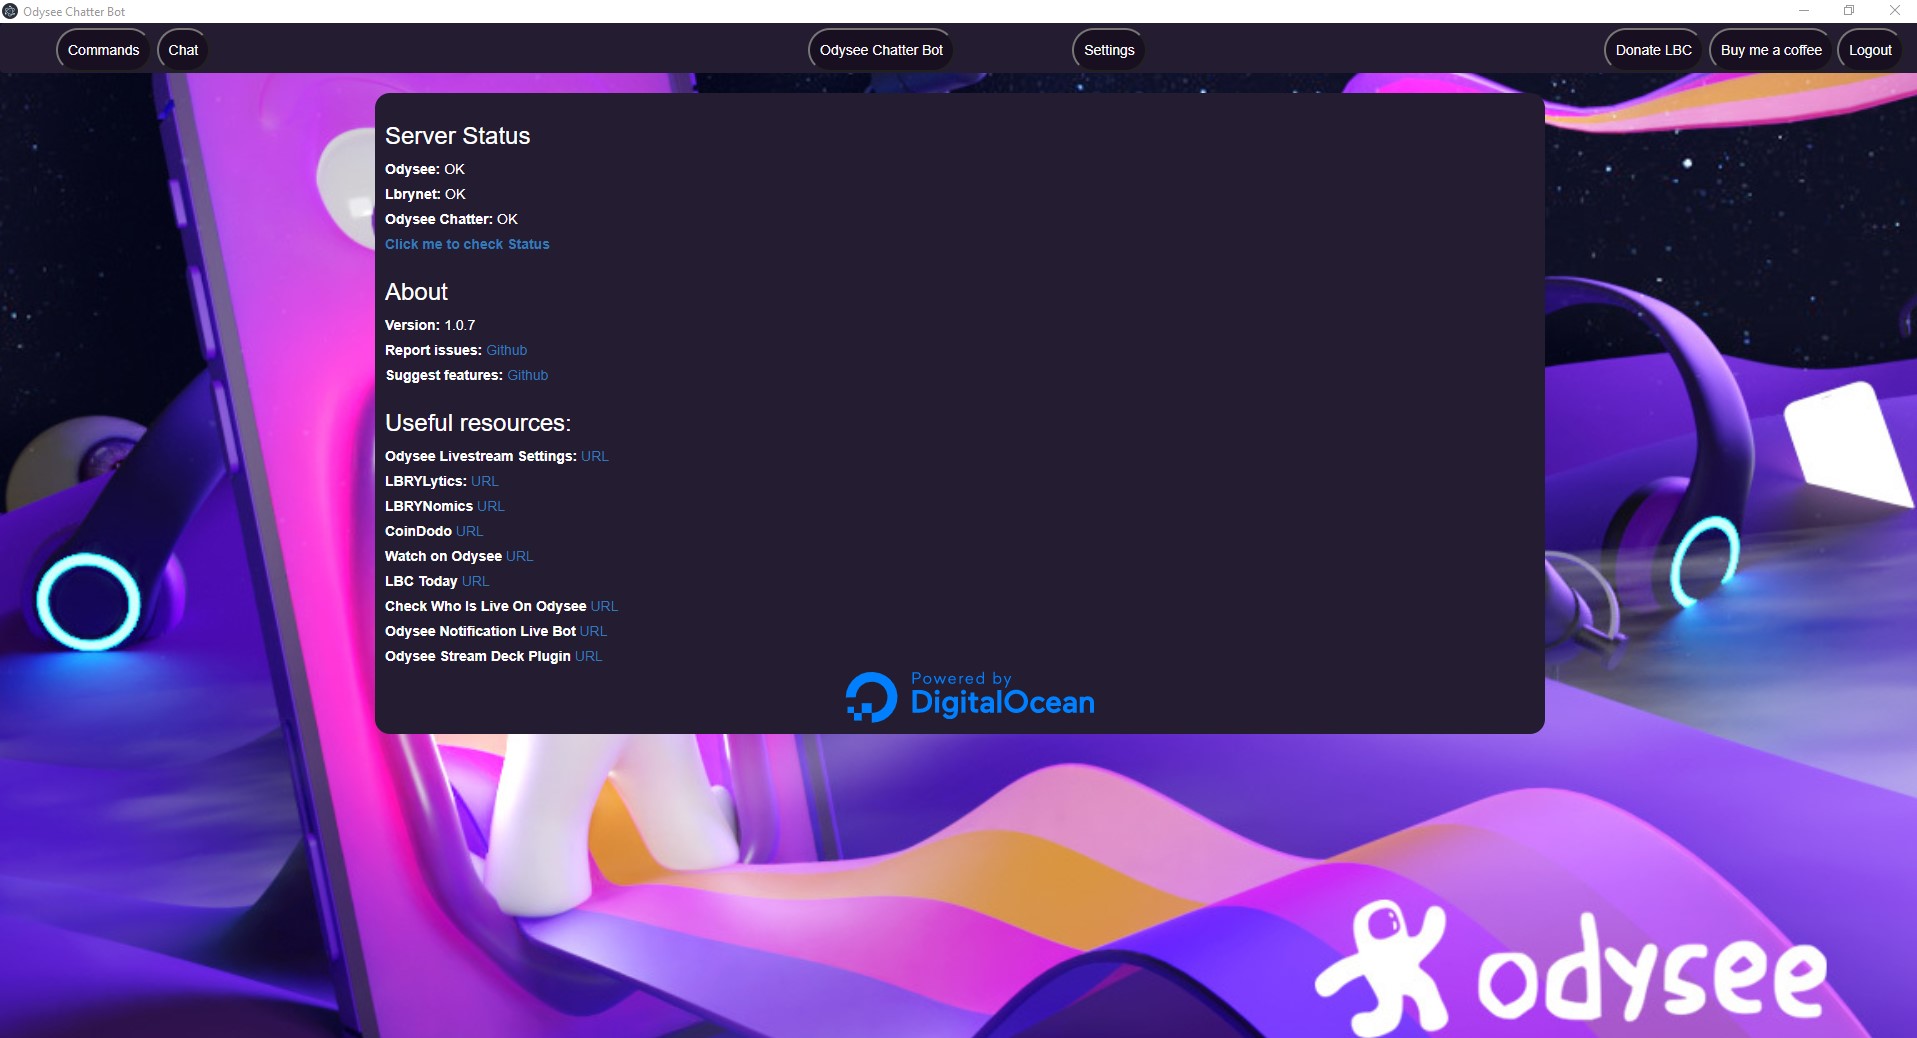 Odysee Chatter Bot
Commands Chat Odysee Chatter Bot Settings Donate LBC Buy me a coffee Logout
Server Status
Odysee: OK
Lbrynet: OK
Odysee Chatter: OK
Click me to check Status
About
Version: 1.0.7
Report issues: Github
Suggest features: Github
Useful resources:
Odysee Livestream Settings: URL
LBRYLytics: URL
LBRYNomics URL
CoinDodo URL
Watch on Odysee URL
LBC Today URL
Check Who Is Live On Odysee URL
Odysee Notification Live Bot URL
Odysee Stream Deck Plugin URL
Powered by
DigitalOcean
odysee